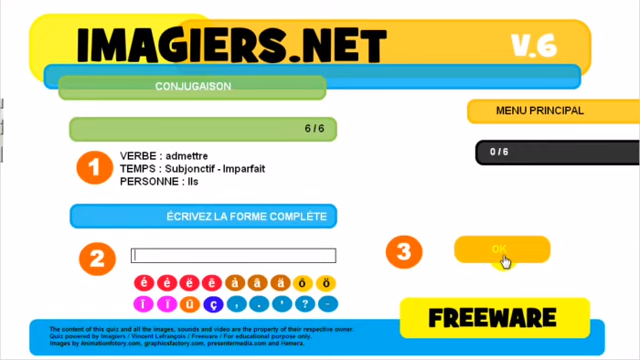 IMAGIERS.NET
V.6
CONJUGAISON
MENU PRINCIPAL
6 / 6
0 / 6
1
VERBE : admettre
TEMPS : Subjonctif - Imparfait
PERSONNE : Ils
ÉCRIVEZ LA FORME COMPLÈTE
2
3
OK
ç , . ' ? -
FREEWARE
The content of this quiz and all the images, sounds and video are the property of their respective owner.
Quiz powered by Imagiers / Vincent Lefrançois / Freeware / For educational purpose only.
Images by Animationfatory.com, graphicsfactory.com, presentermedia.com and Hemera.